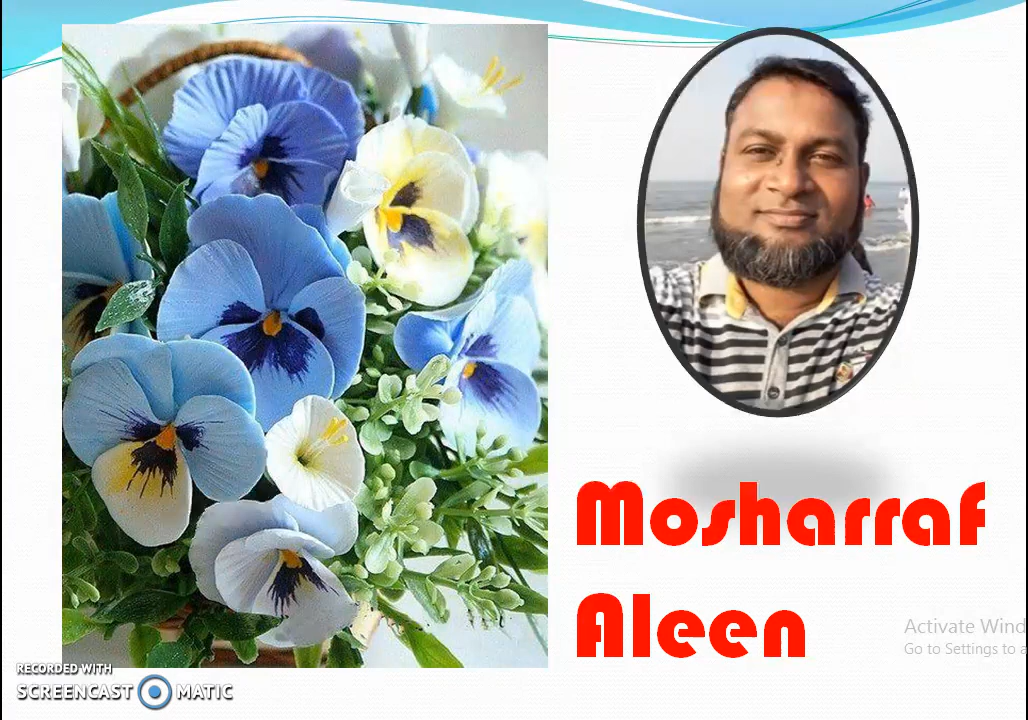 Mosharraf
Aleen
Activate Wind
Go to Settings to a
RECORDED WITH
SCREENCAST MATIC